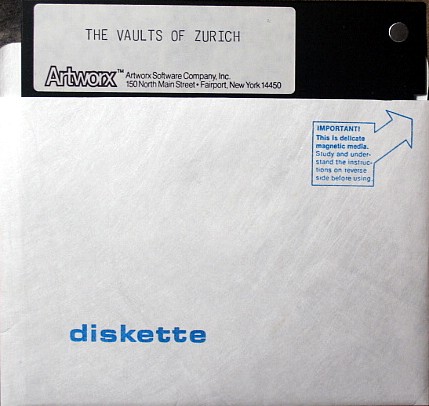 THE VAULTS OF ZURICH
Artworx™ Artworx Software Company, Inc.
150 North Main Street • Fairport, New York 14450
IMPORTANT!
This is delicate
magnetic media.
Study and under-
stand the instruc-
tions on reverse
side before using.
diskette